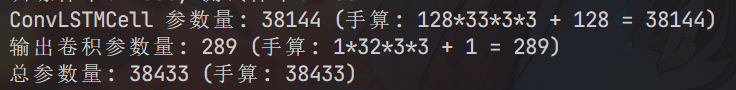 ConvLSTMCell 参数量: 38144 (手算: 128*33*3*3 + 128 = 38144)
输出卷积参数量: 289 (手算: 1*32*3*3 + 1 = 289)
总参数量: 38433 (手算: 38433)